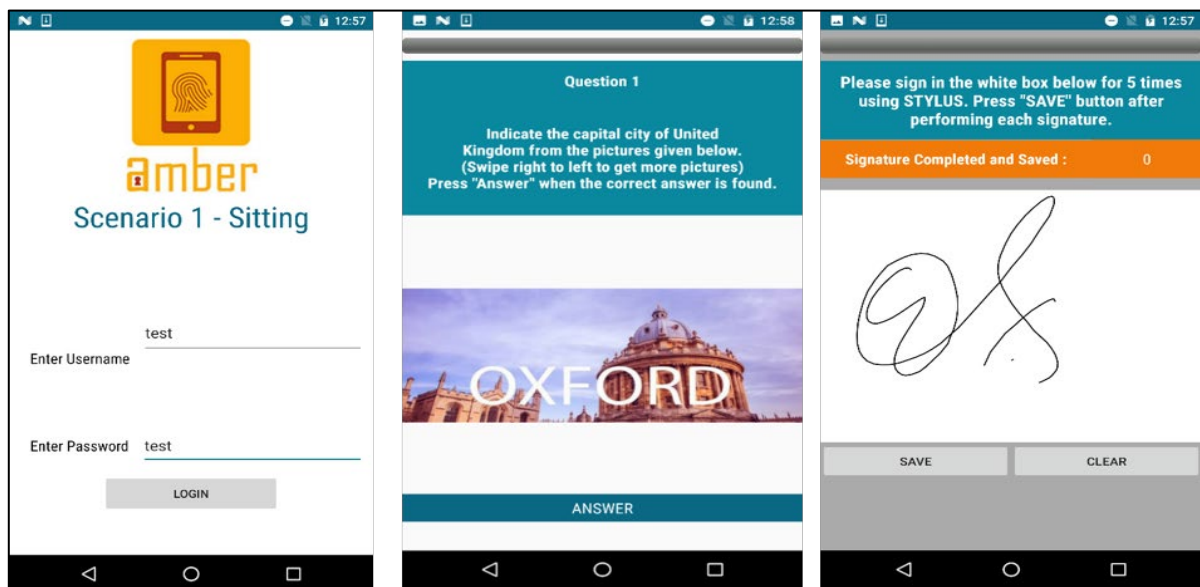 12:57
amber
Scenario 1 - Sitting
test
Enter Username
Enter Password test
LOGIN
12:58
Question 1
Indicate the capital city of United
Kingdom from the pictures given below.
(Swipe right to left to get more pictures)
Press "Answer" when the correct answer is found.
OXFORD
ANSWER
12:57
Please sign in the white box below for 5 times
using STYLUS. Press "SAVE" button after
performing each signature.
Signature Completed and Saved : 0
SAVE CLEAR